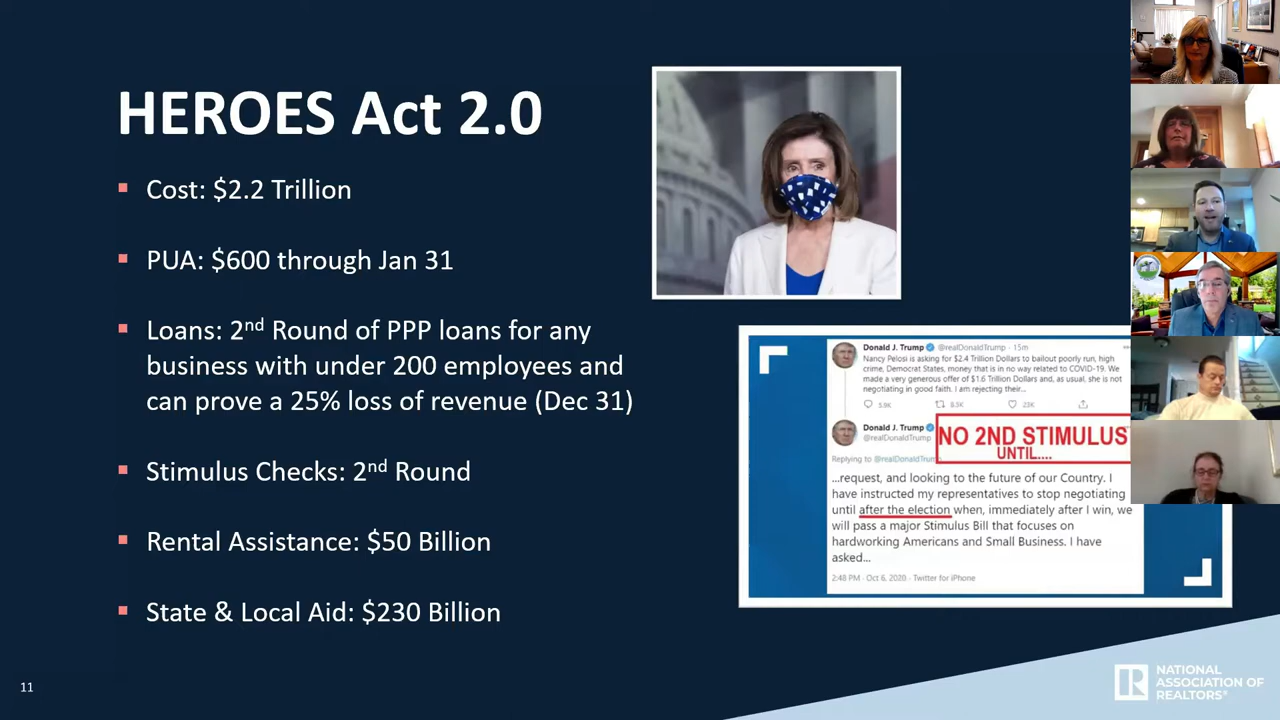 HEROES Act 2.0
▪ Cost: $2.2 Trillion
▪ PUA: $600 through Jan 31
▪ Loans: 2nd Round of PPP loans for any
business with under 200 employees and
can prove a 25% loss of revenue (Dec 31)
▪ Stimulus Checks: 2nd Round
▪ Rental Assistance: $50 Billion
▪ State & Local Aid: $230 Billion
Donald J. Trump @realDonaldTrump · 15m
Nancy Pelosi is asking for $2.4 Trillion Dollars to bailout poorly run, high
crime, Democrat States, money that is in no way related to COVID-19. We
made a very generous offer of $1.6 Trillion Dollars and, as usual, she is not
negotiating in good faith. I am rejecting their...
5.9K 8.3K 23K
Donald J. Trump
@realDonaldTrump
NO 2ND STIMULUS
UNTIL....
Replying to @realDonaldTrum
...request, and looking to the future of our Country. I
have instructed my representatives to stop negotiating
until after the election when, immediately after I win, we
will pass a major Stimulus Bill that focuses on
hardworking Americans and Small Business. I have
asked...
2:48 PM · Oct 6, 2020 · Twitter for iPhone
11
R
NATIONAL
ASSOCIATION OF
REALTORS®